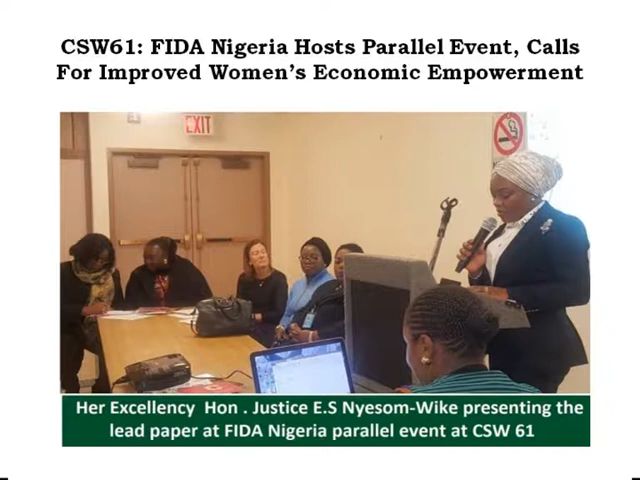 CSW61: FIDA Nigeria Hosts Parallel Event, Calls
For Improved Women's Economic Empowerment
EXIT
Her Excellency Hon . Justice E.S Nyesom-Wike presenting the
lead paper at FIDA Nigeria parallel event at CSW 61